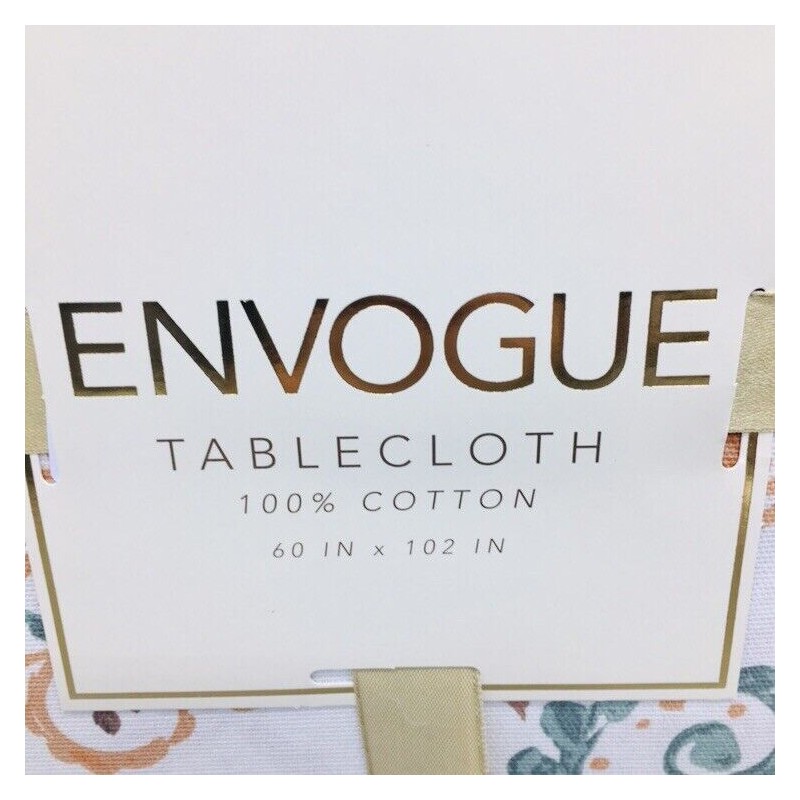 ENVOGUE
TABLECLOTH
100% COTTON
60 IN x 102 IN